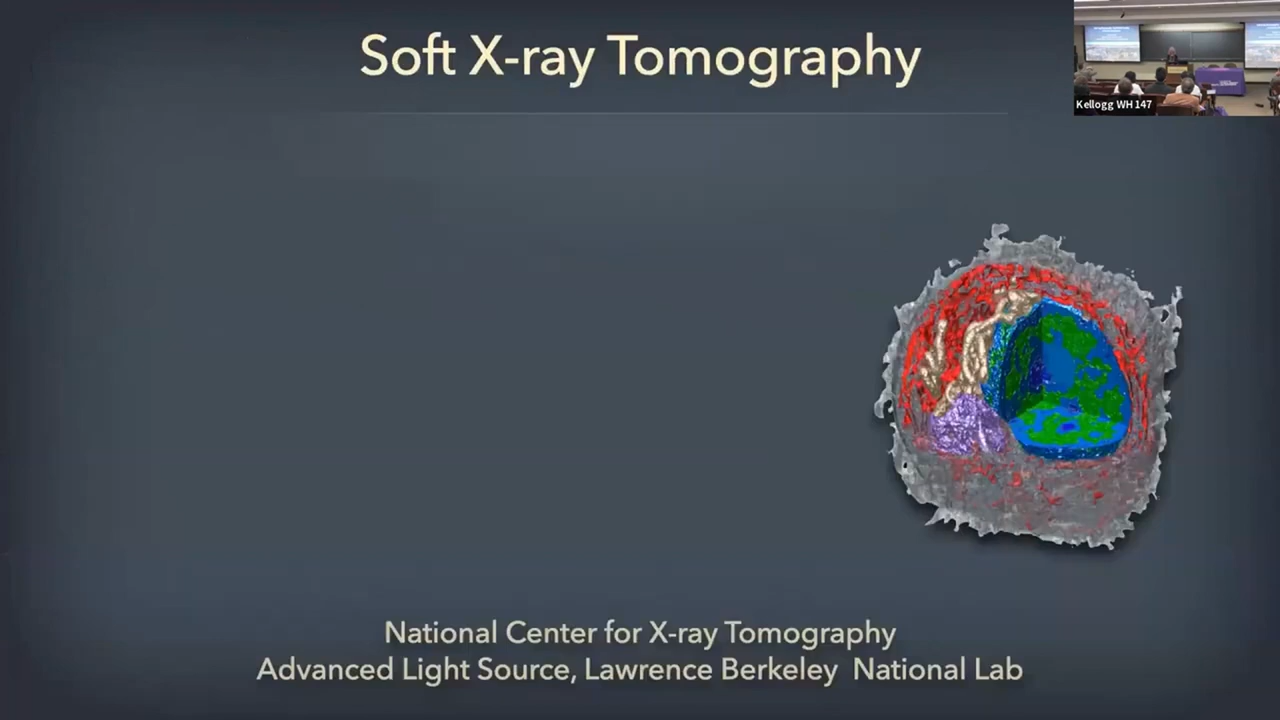 Soft X-ray Tomography
Kellogg WH 147
National Center for X-ray Tomography
Advanced Light Source, Lawrence Berkeley National Lab